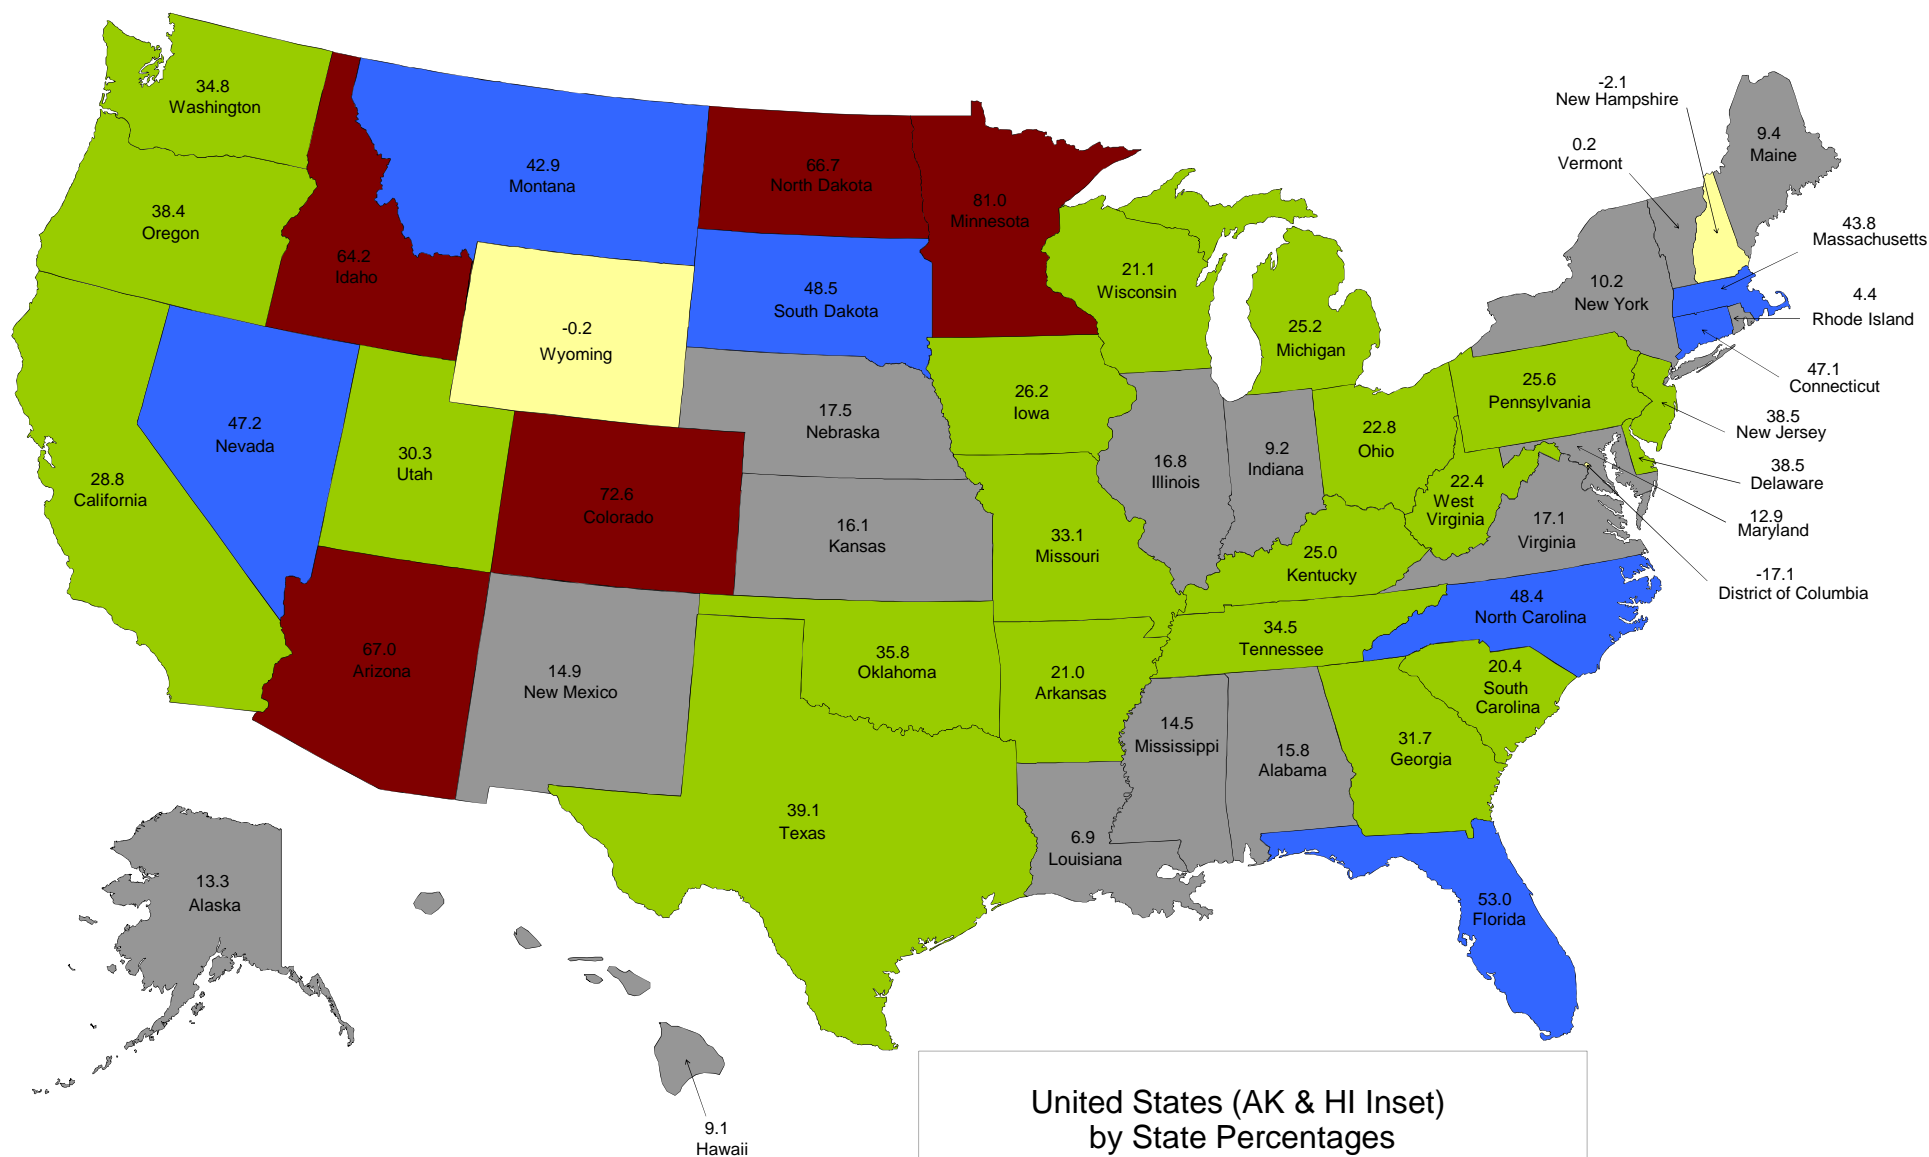 34.8
Washington
38.4
Oregon
28.8
California
47.2
Nevada
64.2
Idaho
42.9
Montana
-0.2
Wyoming
30.3
Utah
72.6
Colorado
67.0
Arizona
14.9
New Mexico
66.7
North Dakota
48.5
South Dakota
17.5
Nebraska
16.1
Kansas
35.8
Oklahoma
39.1
Texas
81.0
Minnesota
26.2
Iowa
33.1
Missouri
21.0
Arkansas
6.9
Louisiana
21.1
Wisconsin
16.8
Illinois
25.2
Michigan
9.2
Indiana
22.8
Ohio
25.0
Kentucky
34.5
Tennessee
14.5
Mississippi
15.8
Alabama
31.7
Georgia
53.0
Florida
20.4
South
Carolina
48.4
North Carolina
17.1
Virginia
22.4
West
Virginia
25.6
Pennsylvania
10.2
New York
0.2
Vermont
-2.1
New Hampshire
9.4
Maine
43.8
Massachusetts
4.4
Rhode Island
47.1
Connecticut
38.5
New Jersey
38.5
Delaware
12.9
Maryland
-17.1
District of Columbia
13.3
Alaska
9.1
Hawaii
United States (AK & HI Inset)
by State Percentages